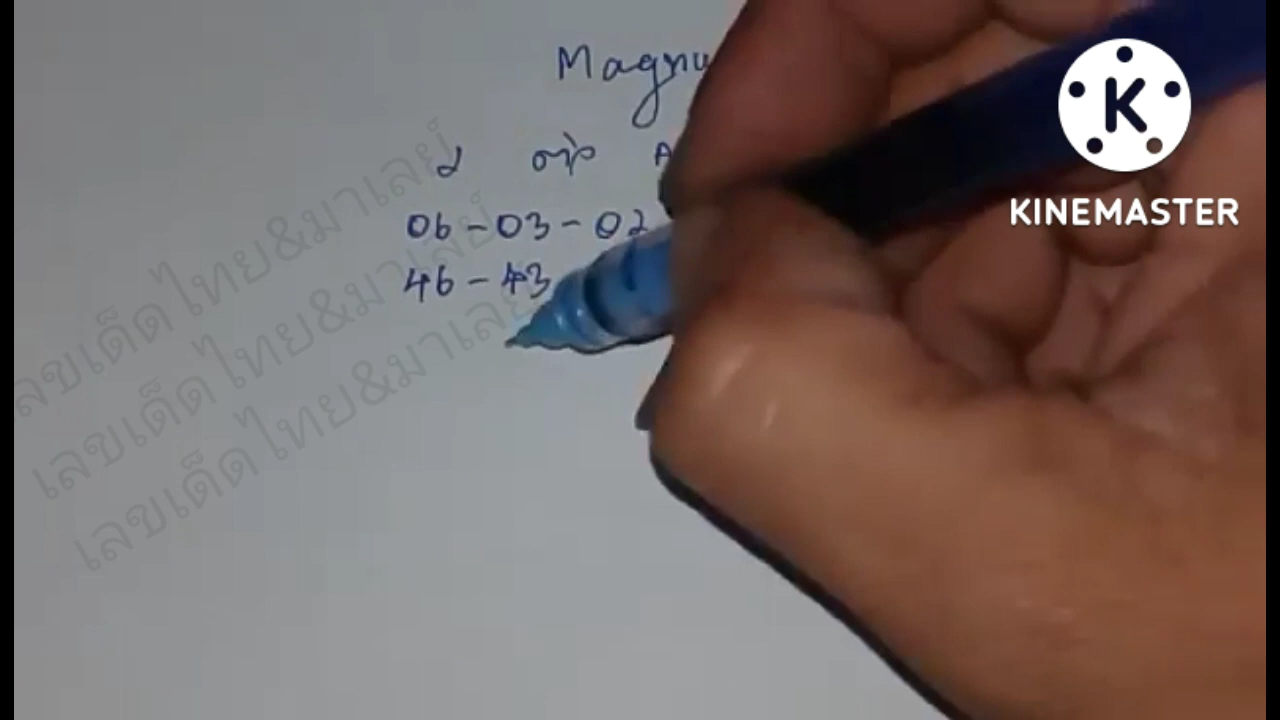 Magnu
2 ตัว A
06 - 03 - 02
46 - 43
เลขเด็ดไทย&มาเลย์
เลขเด็ดไทย&มาเลย์
เลขเด็ดไทย&มาเลย์
K
KINEMASTER